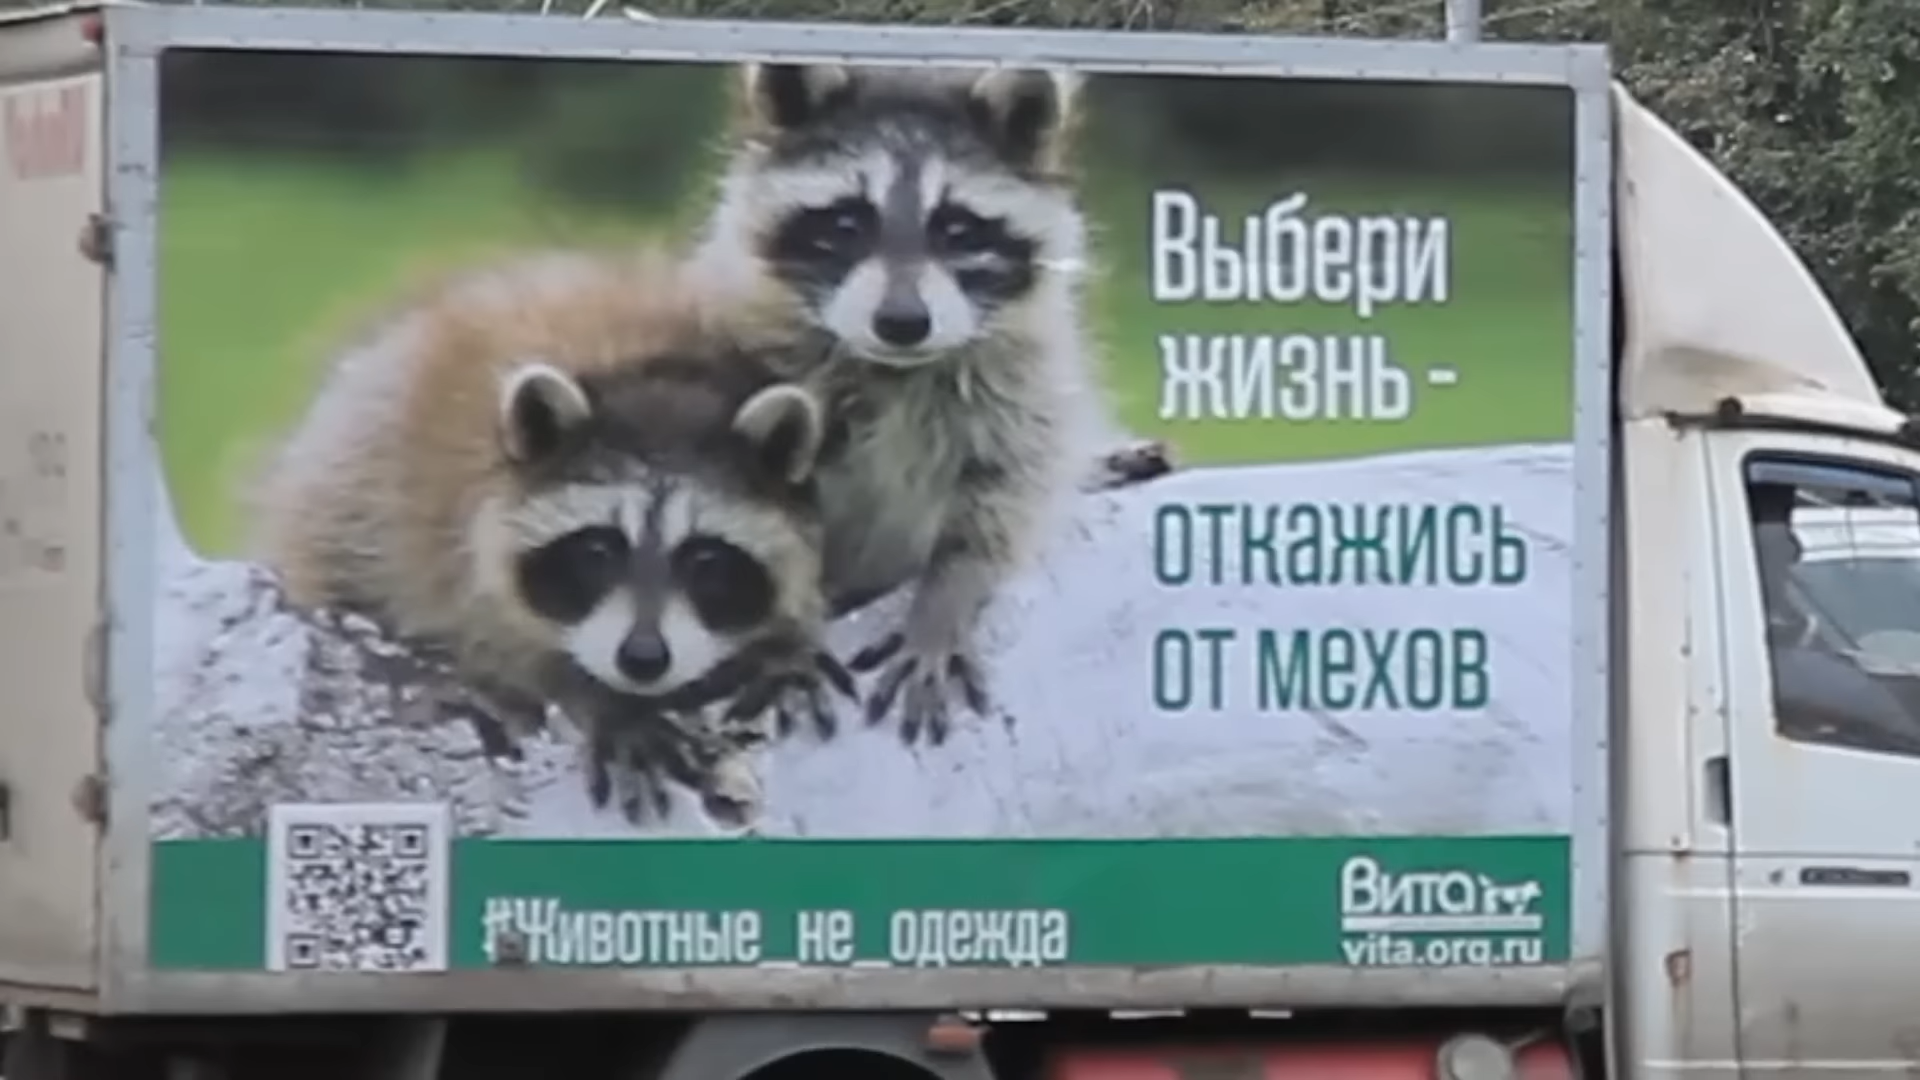 Выбери
жизнь -
откажись
от мехов
#Животные_не_одежда
Вита
vita.org.ru